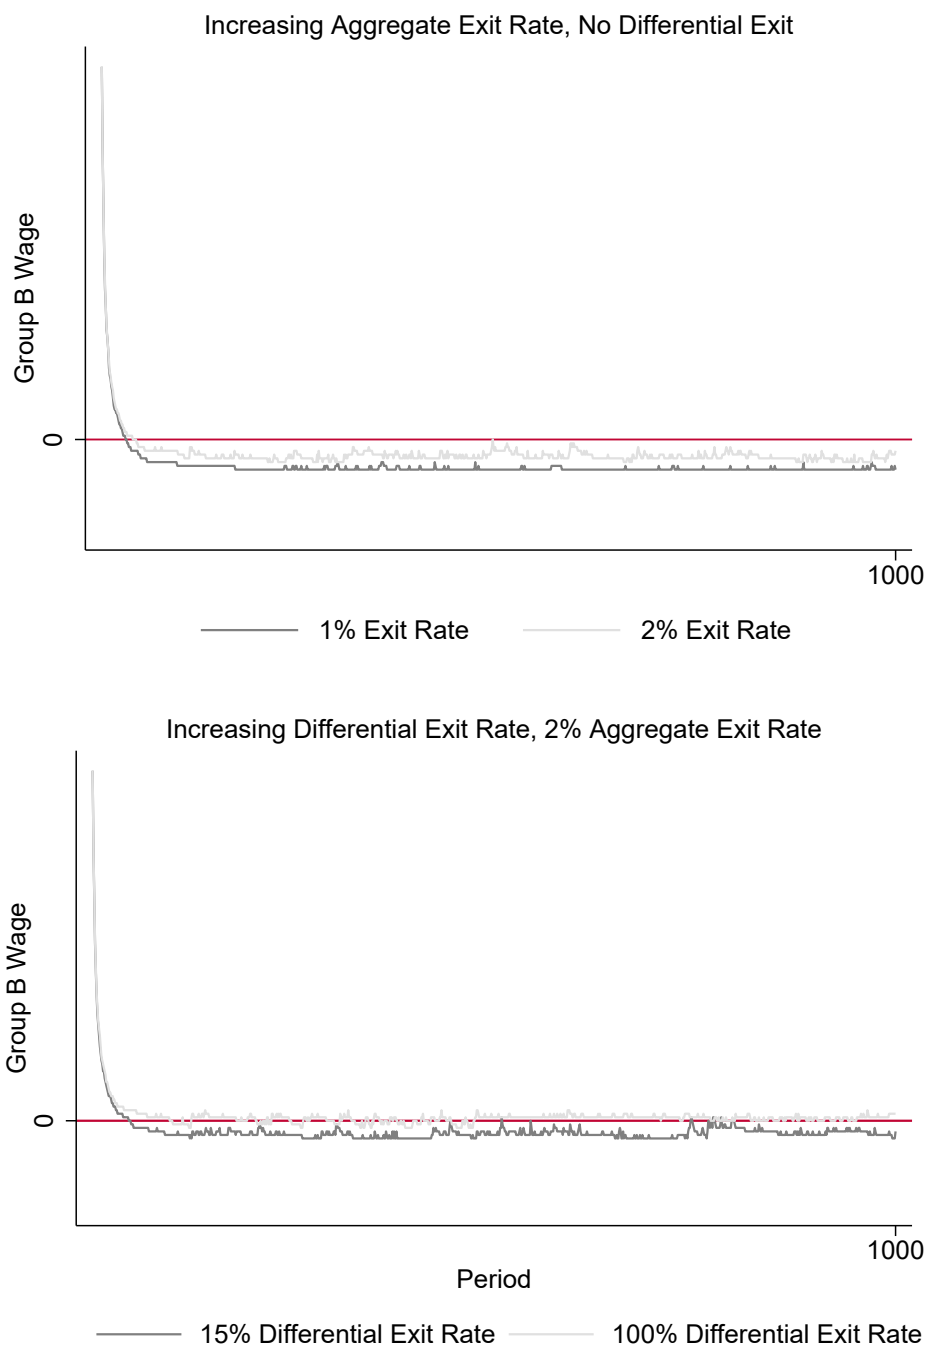 Increasing Aggregate Exit Rate, No Differential Exit
Group B Wage
0
1000
1% Exit Rate
2% Exit Rate
Increasing Differential Exit Rate, 2% Aggregate Exit Rate
Group B Wage
0
1000
Period
15% Differential Exit Rate
100% Differential Exit Rate